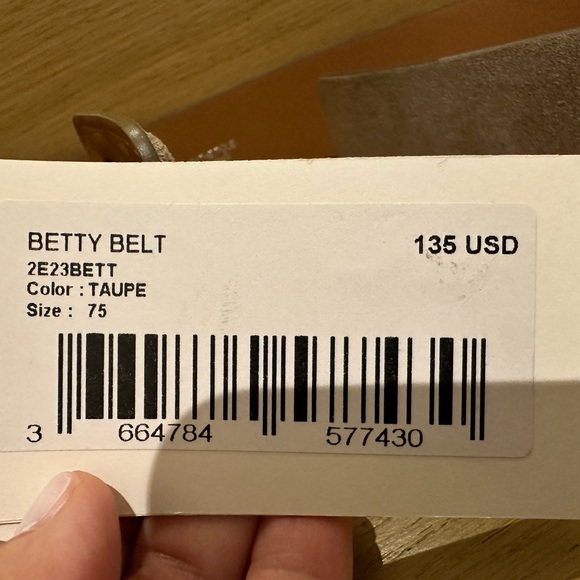 BETTY BELT 135 USD
2E23BETT
Color : TAUPE
Size : 75
3 664784 577430